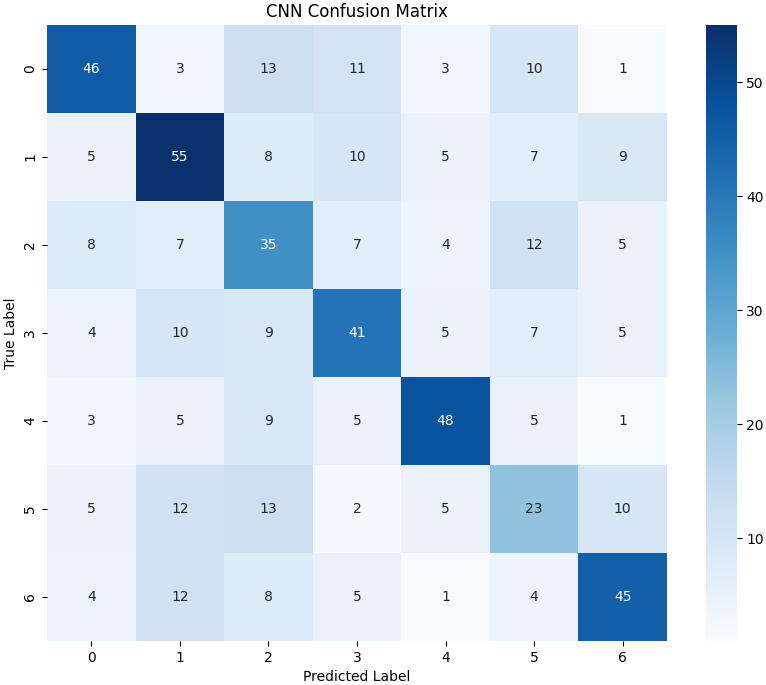 CNN Confusion Matrix
0 46 3 13 11 3 10 1
1 5 55 8 10 5 7 9
2 8 7 35 7 4 12 5
3 4 10 9 41 5 7 5
4 3 5 9 5 48 5 1
5 5 12 13 2 5 23 10
6 4 12 8 5 1 4 45
0 1 2 3 4 5 6
True Label
Predicted Label
50
40
30
20
10